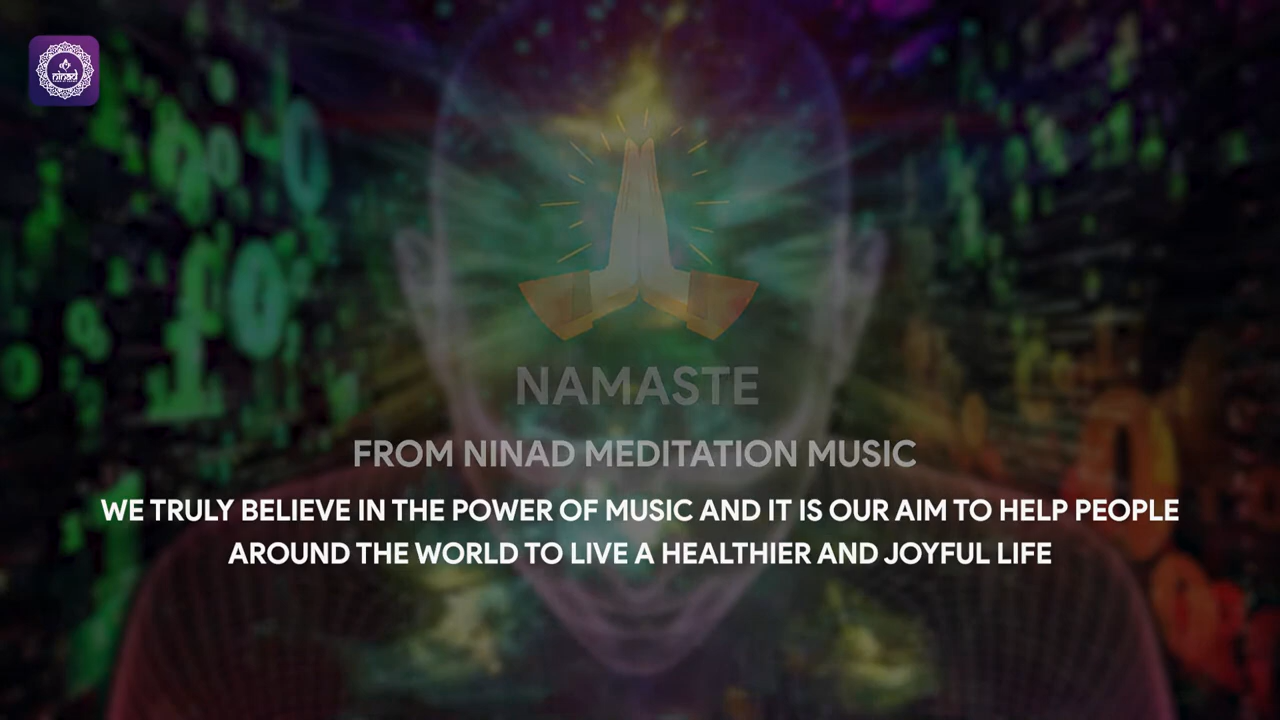 ninad
NAMASTE
FROM NINAD MEDITATION MUSIC
WE TRULY BELIEVE IN THE POWER OF MUSIC AND IT IS OUR AIM TO HELP PEOPLE
AROUND THE WORLD TO LIVE A HEALTHIER AND JOYFUL LIFE